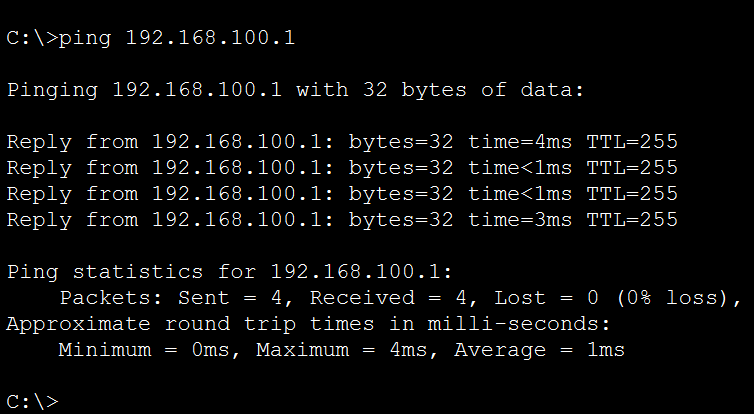 C:\>ping 192.168.100.1
Pinging 192.168.100.1 with 32 bytes of data:
Reply from 192.168.100.1: bytes=32 time=4ms TTL=255
Reply from 192.168.100.1: bytes=32 time<1ms TTL=255
Reply from 192.168.100.1: bytes=32 time<1ms TTL=255
Reply from 192.168.100.1: bytes=32 time=3ms TTL=255
Ping statistics for 192.168.100.1:
    Packets: Sent = 4, Received = 4, Lost = 0 (0% loss),
Approximate round trip times in milli-seconds:
    Minimum = 0ms, Maximum = 4ms, Average = 1ms
C:\>